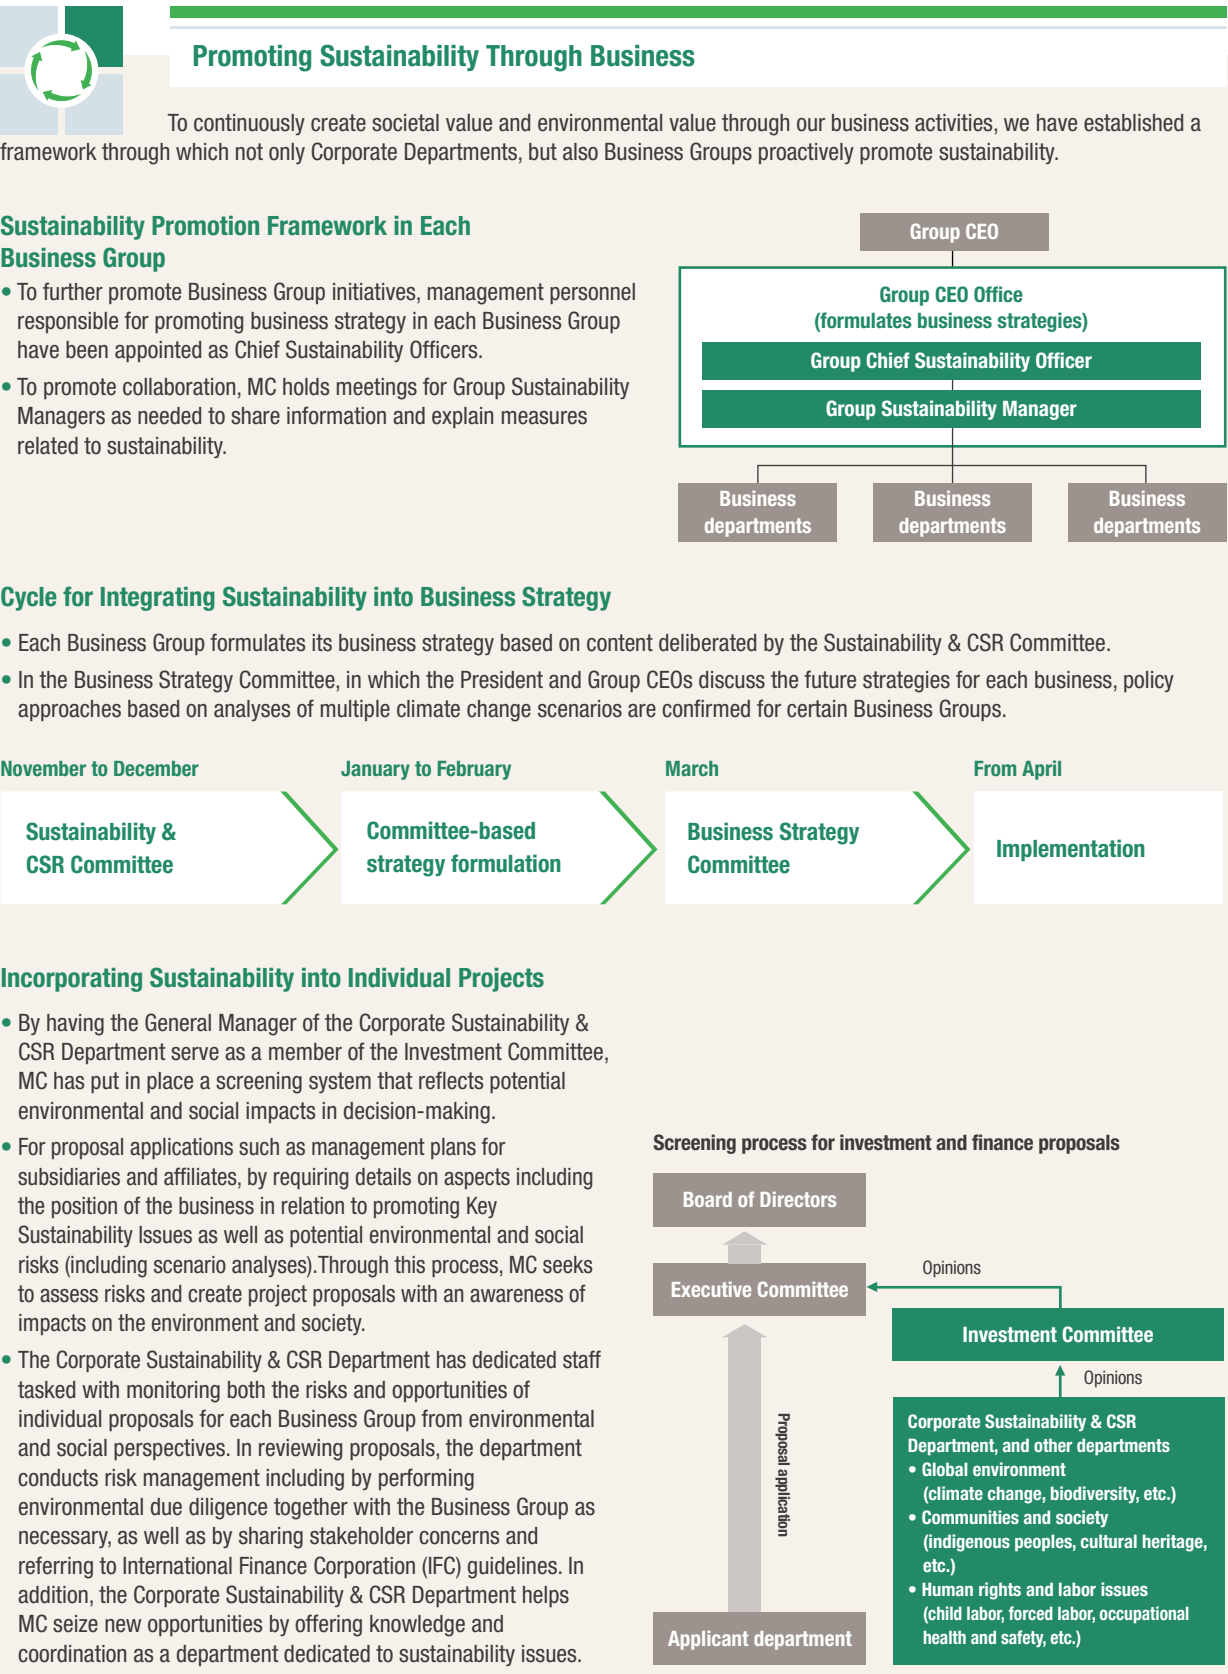 Promoting Sustainability Through Business
To continuously create societal value and environmental value through our business activities, we have established a
framework through which not only Corporate Departments, but also Business Groups proactively promote sustainability.
Sustainability Promotion Framework in Each
Business Group
• To further promote Business Group initiatives, management personnel
responsible for promoting business strategy in each Business Group
have been appointed as Chief Sustainability Officers.
• To promote collaboration, MC holds meetings for Group Sustainability
Managers as needed to share information and explain measures
related to sustainability.
Group CEO
Group CEO Office
(formulates business strategies)
Group Chief Sustainability Officer
Group Sustainability Manager
Business
departments
Business
departments
Business
departments
Cycle for Integrating Sustainability into Business Strategy
• Each Business Group formulates its business strategy based on content deliberated by the Sustainability & CSR Committee.
• In the Business Strategy Committee, in which the President and Group CEOs discuss the future strategies for each business, policy
approaches based on analyses of multiple climate change scenarios are confirmed for certain Business Groups.
November to December
Sustainability &
CSR Committee
January to February
Committee-based
strategy formulation
March
Business Strategy
Committee
From April
Implementation
Incorporating Sustainability into Individual Projects
• By having the General Manager of the Corporate Sustainability &
CSR Department serve as a member of the Investment Committee,
MC has put in place a screening system that reflects potential
environmental and social impacts in decision-making.
• For proposal applications such as management plans for
subsidiaries and affiliates, by requiring details on aspects including
the position of the business in relation to promoting Key
Sustainability Issues as well as potential environmental and social
risks (including scenario analyses).Through this process, MC seeks
to assess risks and create project proposals with an awareness of
impacts on the environment and society.
• The Corporate Sustainability & CSR Department has dedicated staff
tasked with monitoring both the risks and opportunities of
individual proposals for each Business Group from environmental
and social perspectives. In reviewing proposals, the department
conducts risk management including by performing
environmental due diligence together with the Business Group as
necessary, as well as by sharing stakeholder concerns and
referring to International Finance Corporation (IFC) guidelines. In
addition, the Corporate Sustainability & CSR Department helps
MC seize new opportunities by offering knowledge and
coordination as a department dedicated to sustainability issues.
Screening process for investment and finance proposals
Board of Directors
Executive Committee
Opinions
Investment Committee
Opinions
Proposal application
Corporate Sustainability & CSR
Department, and other departments
• Global environment
(climate change, biodiversity, etc.)
• Communities and society
(indigenous peoples, cultural heritage,
etc.)
• Human rights and labor issues
(child labor, forced labor, occupational
health and safety, etc.)
Applicant department